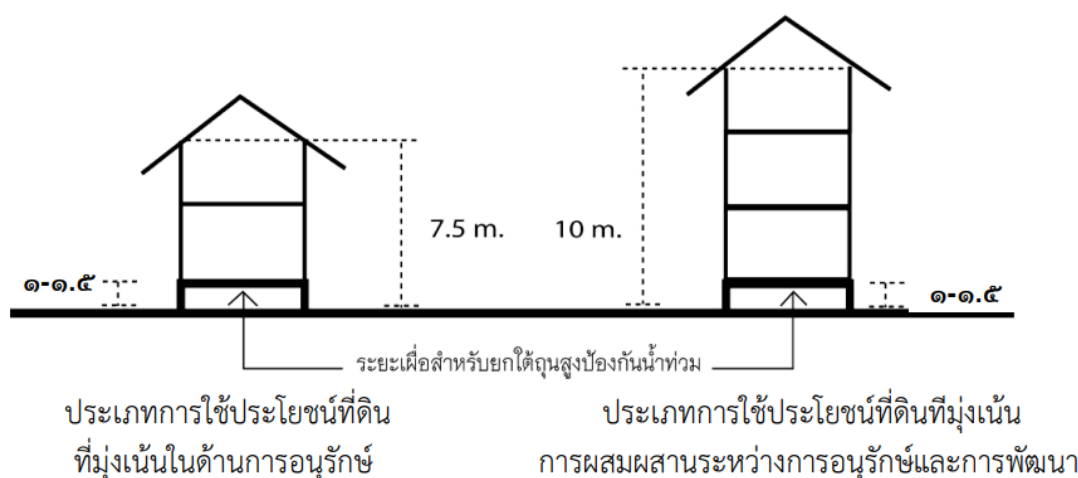 7.5 m.
10 m.
๑-๑.๕
๑-๑.๕
ระยะเผื่อสำหรับยกใต้ถุนสูงป้องกันน้ำท่วม
ประเภทการใช้ประโยชน์ที่ดิน
ที่มุ่งเน้นในด้านการอนุรักษ์
ประเภทการใช้ประโยชน์ที่ดินทีมุ่งเน้น
การผสมผสานระหว่างการอนุรักษ์และการพัฒนา